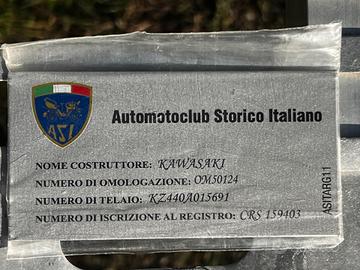 ASI
Automotoclub Storico Italiano
NOME COSTRUTTORE: KAWASAKI
NUMERO DI OMOLOGAZIONE: OM50124
NUMERO DI TELAIO: KZ440A015691
NUMERO DI ISCRIZIONE AL REGISTRO: CRS 159403
ASITARG11